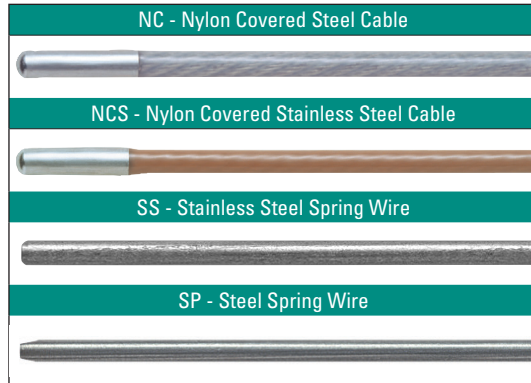 NC - Nylon Covered Steel Cable
NCS - Nylon Covered Stainless Steel Cable
SS - Stainless Steel Spring Wire
SP - Steel Spring Wire